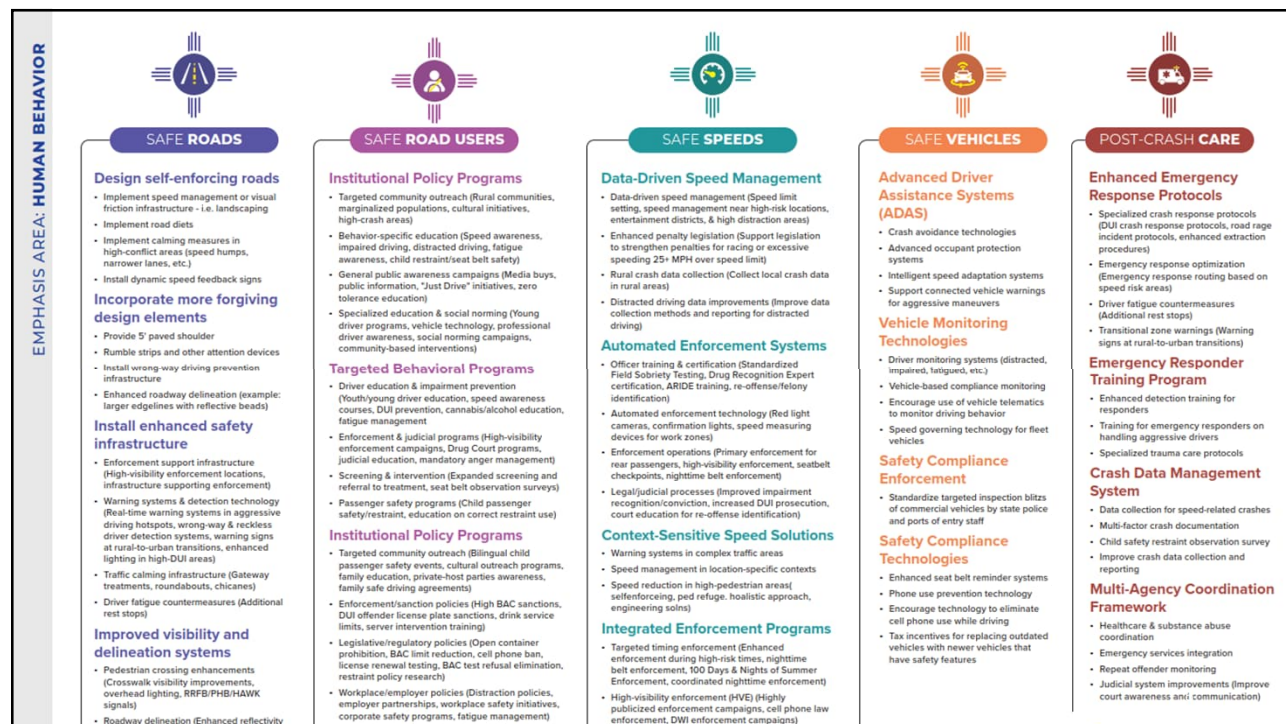 EMPHASIS AREA: HUMAN BEHAVIOR
SAFE ROADS
Design self-enforcing roads
• Implement speed management or visual
friction infrastructure - i.e. landscaping
• Implement road diets
• Implement calming measures in
high-conflict areas (speed humps,
narrower lanes, etc.)
• Install dynamic speed feedback signs
Incorporate more forgiving
design elements
• Provide 5' paved shoulder
• Rumble strips and other attention devices
• Install wrong-way driving prevention
infrastructure
• Enhanced roadway delineation (example:
larger edgelines with reflective beads)
Install enhanced safety
infrastructure
• Enforcement support infrastructure
(High-visibility enforcement locations,
infrastructure supporting enforcement)
• Warning systems & detection technology
(Real-time warning systems in aggressive
driving hotspots, wrong-way & reckless
driver detection systems, warning signs
at rural-to-urban transitions, enhanced
lighting in high-DUI areas)
• Traffic calming infrastructure (Gateway
treatments, roundabouts, chicanes)
• Driver fatigue countermeasures (Additional
rest stops)
Improved visibility and
delineation systems
• Pedestrian crossing enhancements
(Crosswalk visibility improvements,
overhead lighting, RRFB/PHB/HAWK
signals)
• Roadway delineation (Enhanced reflectivity
SAFE ROAD USERS
Institutional Policy Programs
• Targeted community outreach (Rural communities,
marginalized populations, cultural initiatives,
high-crash areas)
• Behavior-specific education (Speed awareness,
impaired driving, distracted driving, fatigue
awareness, child restraint/seat belt safety)
• General public awareness campaigns (Media buys,
public information, "Just Drive" initiatives, zero
tolerance education)
• Specialized education & social norming (Young
driver programs, vehicle technology, professional
driver awareness, social norming campaigns,
community-based interventions)
Targeted Behavioral Programs
• Driver education & impairment prevention
(Youth/young driver education, speed awareness
courses, DUI prevention, cannabis/alcohol education,
fatigue management
• Enforcement & judicial programs (High-visibility
enforcement campaigns, Drug Court programs,
judicial education, mandatory anger management)
• Screening & intervention (Expanded screening and
referral to treatment, seat belt observation surveys)
• Passenger safety programs (Child passenger
safety/restraint, education on correct restraint use)
Institutional Policy Programs
• Targeted community outreach (Bilingual child
passenger safety events, cultural outreach programs,
family education, private-host parties awareness,
family safe driving agreements)
• Enforcement/sanction policies (High BAC sanctions,
DUI offender license plate sanctions, drink service
limits, server intervention training)
• Legislative/regulatory policies (Open container
prohibition, BAC limit reduction, cell phone ban,
license renewal testing, BAC test refusal elimination,
restraint policy research)
• Workplace/employer policies (Distraction policies,
employer partnerships, workplace safety initiatives,
corporate safety programs, fatigue management)
SAFE SPEEDS
Data-Driven Speed Management
• Data-driven speed management (Speed limit
setting, speed management near high-risk locations,
entertainment districts, & high distraction areas)
• Enhanced penalty legislation (Support legislation
to strengthen penalties for racing or excessive
speeding 25+ MPH over speed limit)
• Rural crash data collection (Collect local crash data
in rural areas)
• Distracted driving data improvements (Improve data
collection methods and reporting for distracted
driving)
Automated Enforcement Systems
• Officer training & certification (Standardized
Field Sobriety Testing, Drug Recognition Expert
certification, ARIDE training, re-offense/felony
identification)
• Automated enforcement technology (Red light
cameras, confirmation lights, speed measuring
devices for work zones)
• Enforcement operations (Primary enforcement for
rear passengers, high-visibility enforcement, seatbelt
checkpoints, nighttime belt enforcement)
• Legal/judicial processes (Improved impairment
recognition/conviction, increased DUI prosecution,
court education for re-offense identification)
Context-Sensitive Speed Solutions
• Warning systems in complex traffic areas
• Speed management in location-specific contexts
• Speed reduction in high-pedestrian areas(
selfenforceing, ped refuge. hoalistic approach,
engineering solns)
Integrated Enforcement Programs
• Targeted timing enforcement (Enhanced
enforcement during high-risk times, nighttime
belt enforcement, 100 Days & Nights of Summer
Enforcement, coordinated nighttime enforcement)
• High-visibility enforcement (HVE) (Highly
publicized enforcement campaigns, cell phone law
enforcement, DWI enforcement campaigns)
SAFE VEHICLES
Advanced Driver
Assistance Systems
(ADAS)
• Crash avoidance technologies
• Advanced occupant protection
systems
• Intelligent speed adaptation systems
• Support connected vehicle warnings
for aggressive maneuvers
Vehicle Monitoring
Technologies
• Driver monitoring systems (distracted,
impaired, fatigued, etc.)
• Vehicle-based compliance monitoring
• Encourage use of vehicle telematics
to monitor driving behavior
• Speed governing technology for fleet
vehicles
Safety Compliance
Enforcement
• Standardize targeted inspection blitzs
of commercial vehicles by state police
and ports of entry staff
Safety Compliance
Technologies
• Enhanced seat belt reminder systems
• Phone use prevention technology
• Encourage technology to eliminate
cell phone use while driving
• Tax incentives for replacing outdated
vehicles with newer vehicles that
have safety features
POST-CRASH CARE
Enhanced Emergency
Response Protocols
• Specialized crash response protocols
(DUI crash response protocols, road rage
incident protocols, enhanced extraction
procedures)
• Emergency response optimization
(Emergency response routing based on
speed risk areas)
• Driver fatigue countermeasures
(Additional rest stops)
• Transitional zone warnings (Warning
signs at rural-to-urban transitions)
Emergency Responder
Training Program
• Enhanced detection training for
responders
• Training for emergency responders on
handling aggressive drivers
• Specialized trauma care protocols
Crash Data Management
System
• Data collection for speed-related crashes
• Multi-factor crash documentation
• Child safety restraint observation survey
• Improve crash data collection and
reporting
Multi-Agency Coordination
Framework
• Healthcare & substance abuse
coordination
• Emergency services integration
• Repeat offender monitoring
• Judicial system improvements (Improve
court awareness and communication)